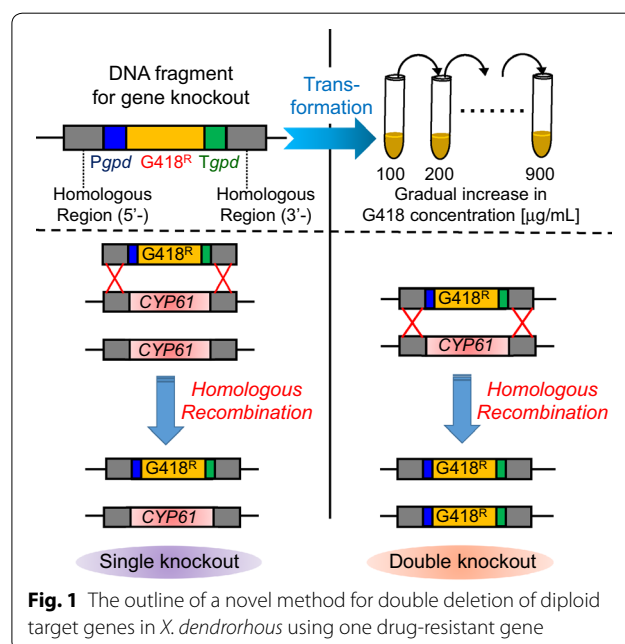 DNA fragment
for gene knockout
Trans-
formation
Pgpd G418ᴿ Tgpd
Homologous
Region (5'-)
Homologous
Region (3'-)
100 200 900
Gradual increase in
G418 concentration [µg/mL]
G418ᴿ
CYP61
CYP61
Homologous
Recombination
G418ᴿ
CYP61
Single knockout
G418ᴿ
CYP61
Homologous
Recombination
G418ᴿ
G418ᴿ
Double knockout
Fig. 1 The outline of a novel method for double deletion of diploid
target genes in X. dendrorhous using one drug-resistant gene